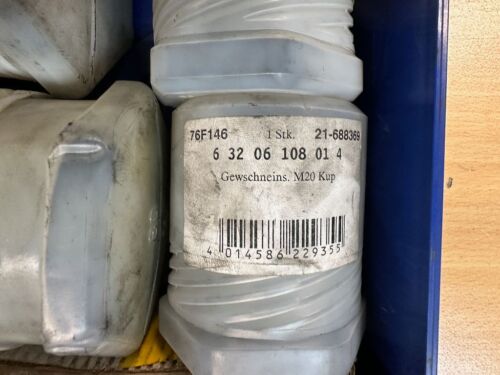 76F146 1 Stk. 21-688369
6 32 06 108 01 4
Gewschneins. M20 Kup
4 014586 229355